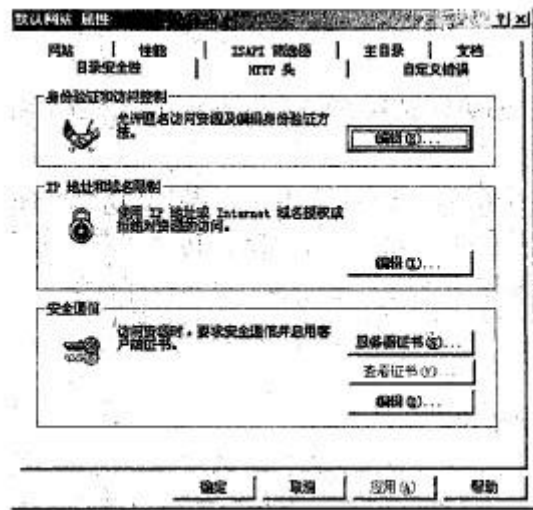 默认网站 属性
网站 性能 ISAPI 筛选器 主目录 文档
目录安全性 HTTP 头 自定义错误
身份验证和访问控制
允许匿名访问资源及编辑身份验证方
法。
编辑(E)...
IP 地址和域名限制
使用 IP 地址或 Internet 域名授权或
拒绝对资源的访问。
编辑(I)...
安全通信
访问资源时，要求安全通信并启用客
户端证书。
服务器证书(S)...
查看证书(V)...
编辑(D)...
确定 取消 应用(A) 帮助